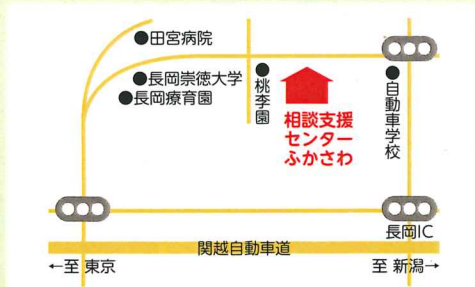 ●田宮病院
●長岡崇徳大学
●長岡療育園
●桃李園
相談支援
センター
ふかさわ
●自動車学校
長岡IC
関越自動車道
←至 東京
至 新潟→